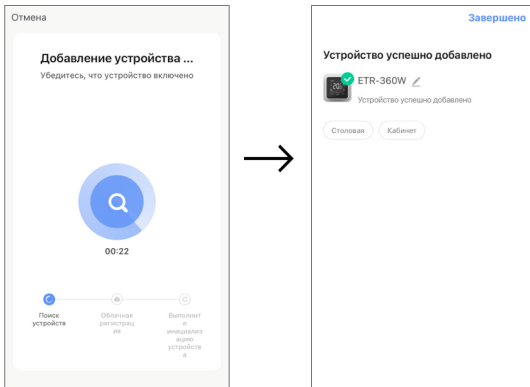 Отмена
Добавление устройства ...
Убедитесь, что устройство включено
00:22
Поиск
устройств
Облачная
регистрац
ия
Выполнит
е
инициализ
ацию
устройств
а
Завершено
Устройство успешно добавлено
ETR-360W
Устройство успешно добавлено
Столовая
Кабинет